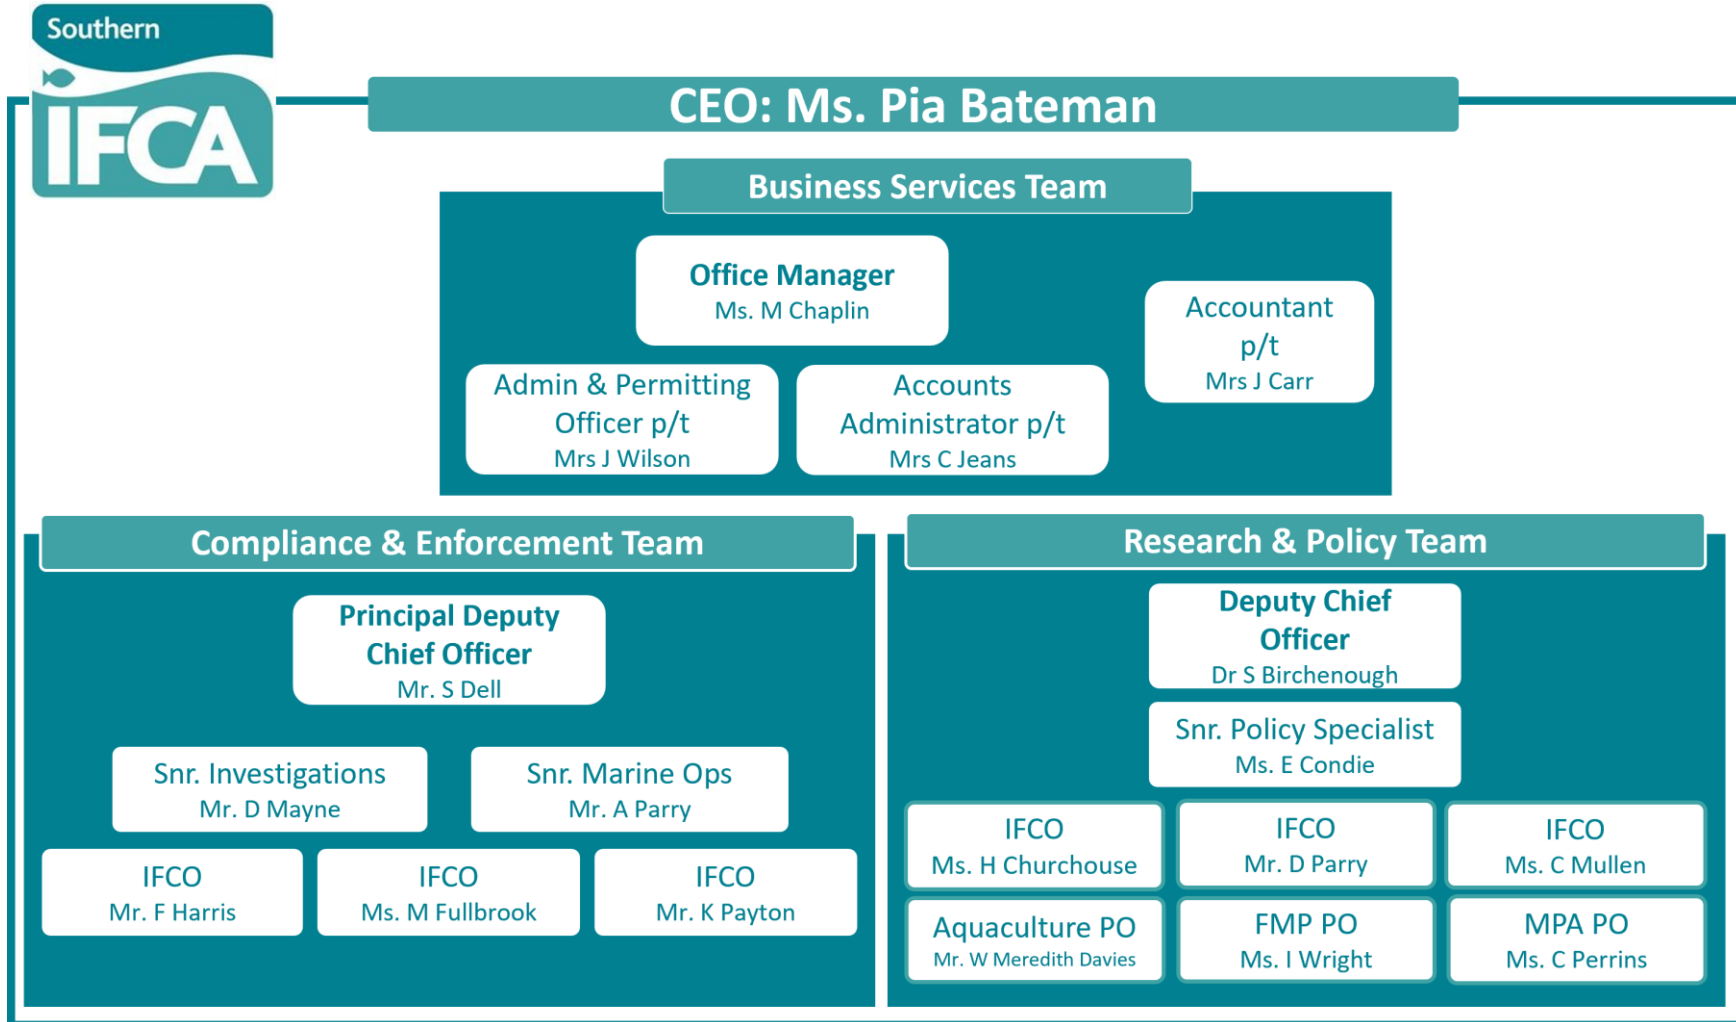 Southern
IFCA
CEO: Ms. Pia Bateman
Business Services Team
Office Manager
Ms. M Chaplin
Accountant
p/t
Mrs J Carr
Admin & Permitting
Officer p/t
Mrs J Wilson
Accounts
Administrator p/t
Mrs C Jeans
Compliance & Enforcement Team
Principal Deputy
Chief Officer
Mr. S Dell
Snr. Investigations
Mr. D Mayne
Snr. Marine Ops
Mr. A Parry
IFCO
Mr. F Harris
IFCO
Ms. M Fullbrook
IFCO
Mr. K Payton
Research & Policy Team
Deputy Chief
Officer
Dr S Birchenough
Snr. Policy Specialist
Ms. E Condie
IFCO
Ms. H Churchouse
IFCO
Mr. D Parry
IFCO
Ms. C Mullen
Aquaculture PO
Mr. W Meredith Davies
FMP PO
Ms. I Wright
MPA PO
Ms. C Perrins